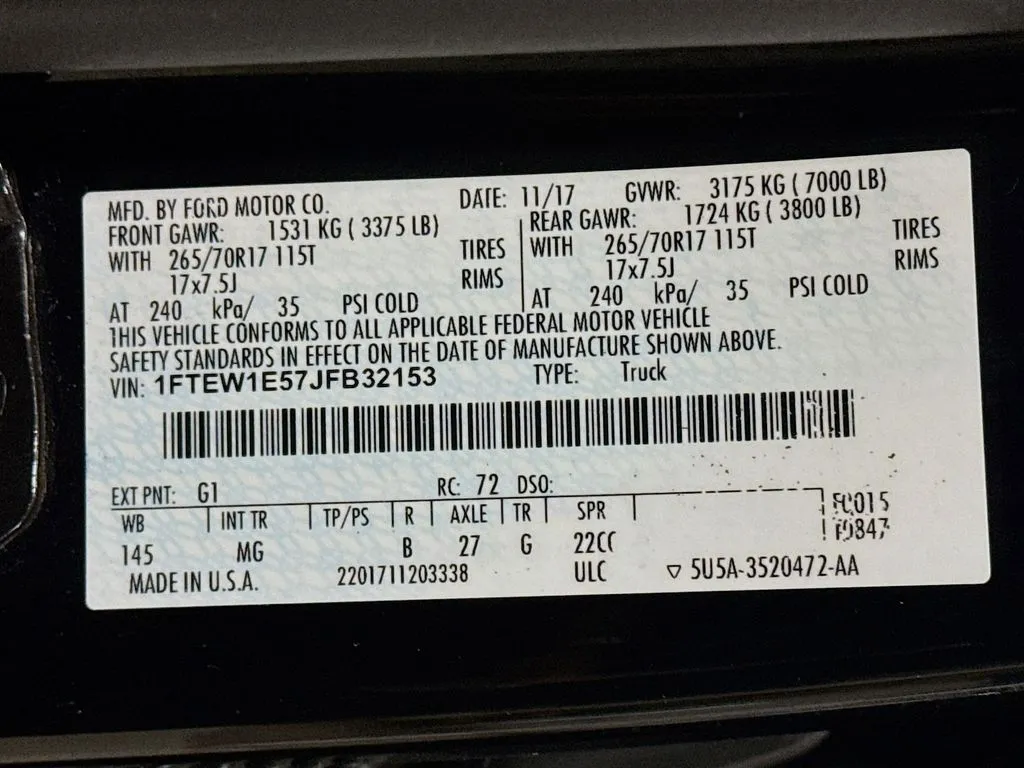 MFD. BY FORD MOTOR CO. DATE: 11/17 GVWR: 3175 KG ( 7000 LB)
FRONT GAWR: 1531 KG ( 3375 LB) REAR GAWR: 1724 KG ( 3800 LB)
WITH 265/70R17 115T TIRES WITH 265/70R17 115T TIRES
17x7.5J RIMS 17x7.5J RIMS
AT 240 kPa/ 35 PSI COLD AT 240 kPa/ 35 PSI COLD
THIS VEHICLE CONFORMS TO ALL APPLICABLE FEDERAL MOTOR VEHICLE
SAFETY STANDARDS IN EFFECT ON THE DATE OF MANUFACTURE SHOWN ABOVE.
VIN: 1FTEW1E57JFB32153 TYPE: Truck
EXT PNT: G1 RC: 72 DSO:
WB INT TR TP/PS R AXLE TR SPR
145 MG B 27 G
MADE IN U.S.A. 2201711203338 ULC ▽ 5U5A-3520472-AA